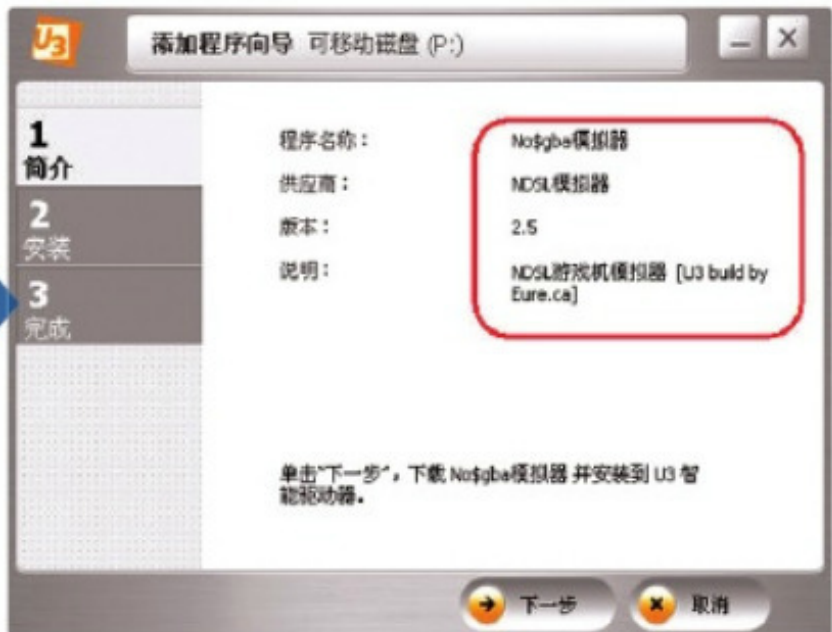 U3
添加程序向导 可移动磁盘 (P:)
1
简介
2
安装
3
完成
程序名称： No$gba模拟器
供应商： NDSL模拟器
版本： 2.5
说明： NDSL游戏机模拟器 [U3 build by
Eure.ca]
单击"下一步"，下载 No$gba模拟器 并安装到 U3 智
能驱动器。
下一步
取消